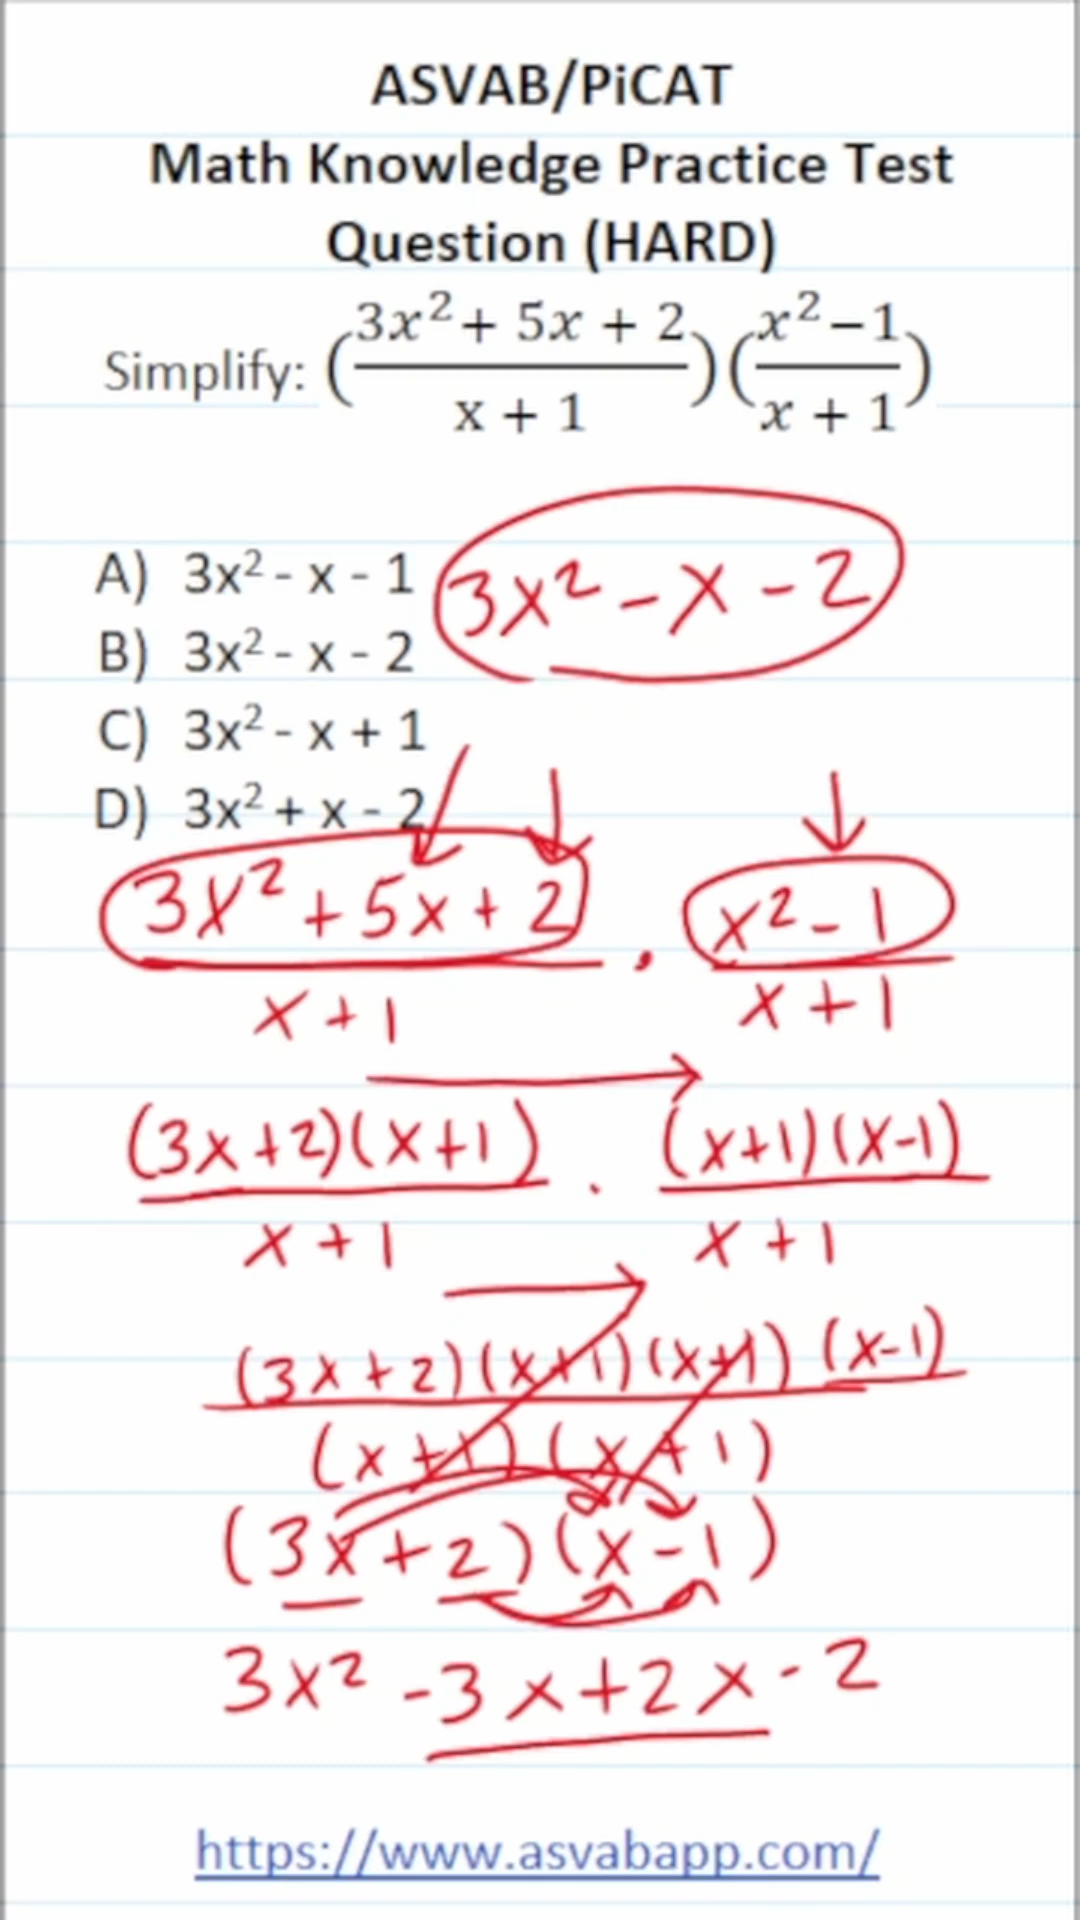 ASVAB/PiCAT
Math Knowledge Practice Test
Question (HARD)
Simplify: (3x²+ 5x + 2 / x + 1)(x²−1 / x + 1)
A) 3x² - x - 1
3x² - x - 2
B) 3x² - x - 2
C) 3x² - x + 1
D) 3x² + x - 2
3x² + 5x + 2 . x² - 1
x + 1 x + 1
(3x+2)(x+1) . (x+1)(x-1)
x + 1 x + 1
(3x+2)(x+1)(x+1)(x-1)
(x+1)(x+1)
(3x+2)(x-1)
3x² - 3x + 2x - 2
https://www.asvabapp.com/